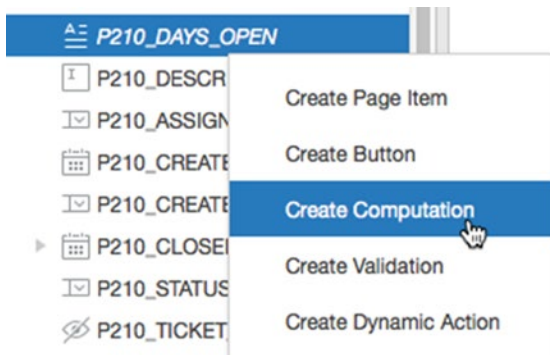 P210_DAYS_OPEN
P210_DESCR
P210_ASSIGN
P210_CREATE
P210_CREATE
P210_CLOSE
P210_STATUS
P210_TICKET_
Create Page Item
Create Button
Create Computation
Create Validation
Create Dynamic Action